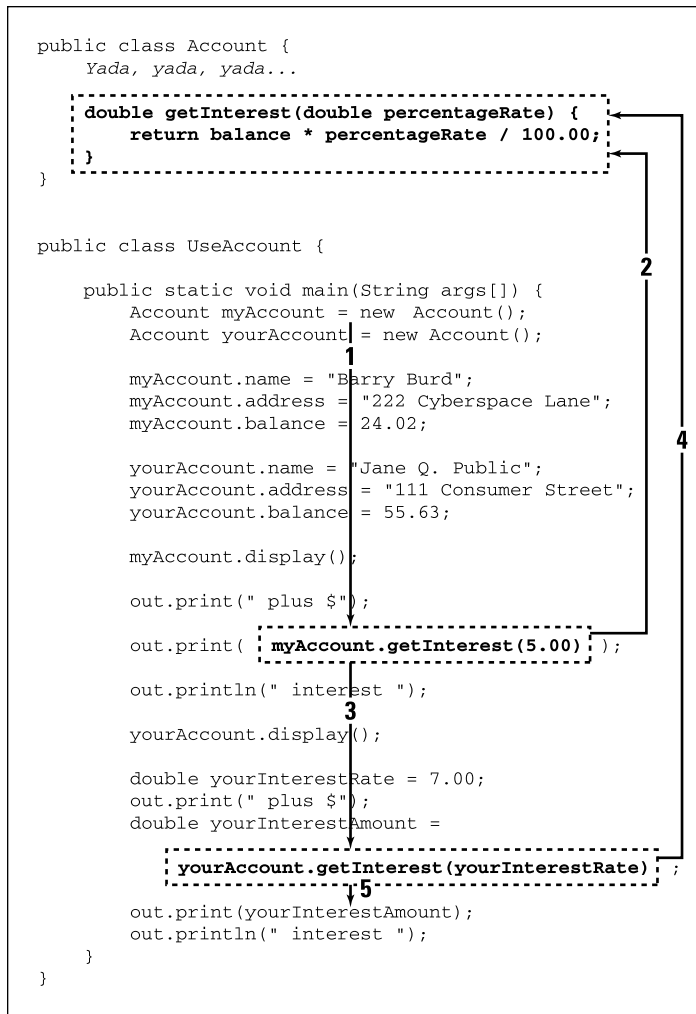 public class Account {
Yada, yada, yada...
double getInterest(double percentageRate) {
return balance * percentageRate / 100.00;
}
}
public class UseAccount {
2
public static void main(String args[]) {
Account myAccount = new Account();
Account yourAccount = new Account();
1
myAccount.name = "Barry Burd";
myAccount.address = "222 Cyberspace Lane";
myAccount.balance = 24.02;
4
yourAccount.name = "Jane Q. Public";
yourAccount.address = "111 Consumer Street";
yourAccount.balance = 55.63;
myAccount.display();
out.print(" plus $");
out.print( myAccount.getInterest(5.00) );
out.println(" interest ");
3
yourAccount.display();
double yourInterestRate = 7.00;
out.print(" plus $");
double yourInterestAmount =
yourAccount.getInterest(yourInterestRate) ;
5
out.print(yourInterestAmount);
out.println(" interest ");
}
}